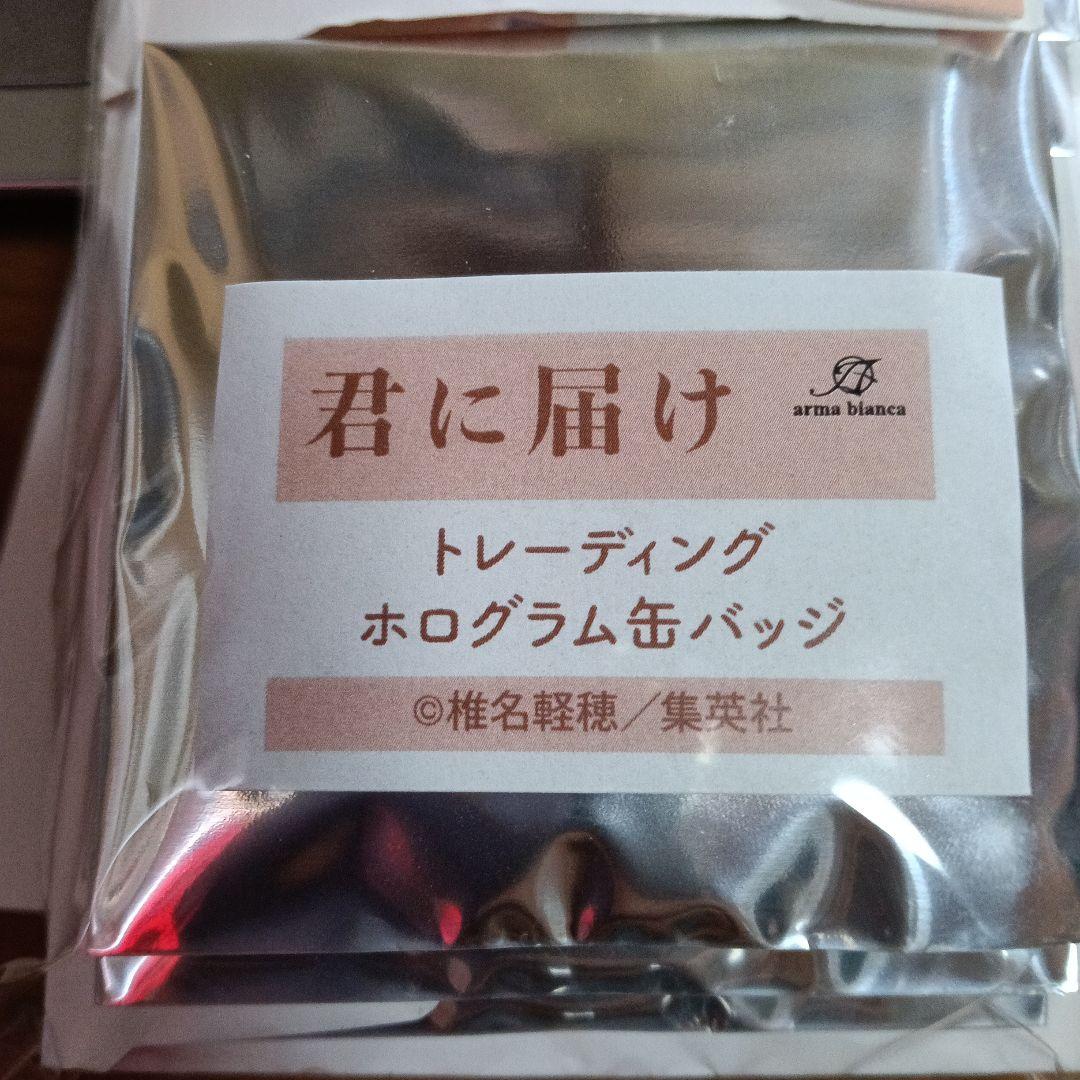 君に届け
arma bianca
トレーディング
ホログラム缶バッジ
©椎名軽穂／集英社